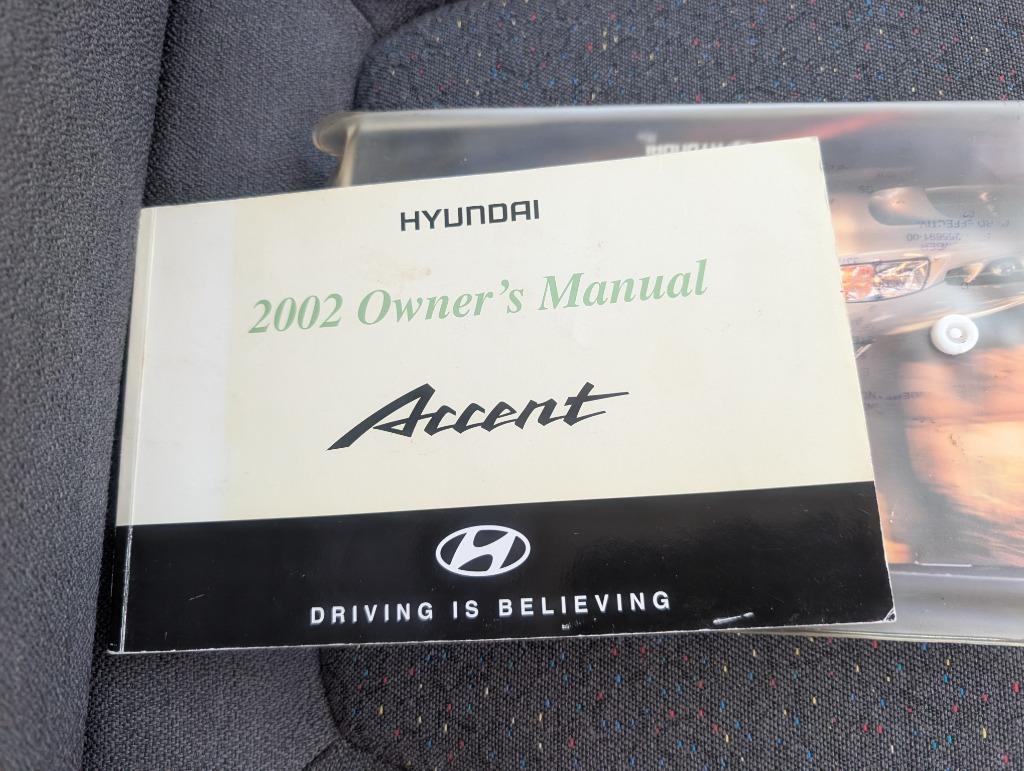 HYUNDAI
2002 Owner's Manual
Accent
DRIVING IS BELIEVING